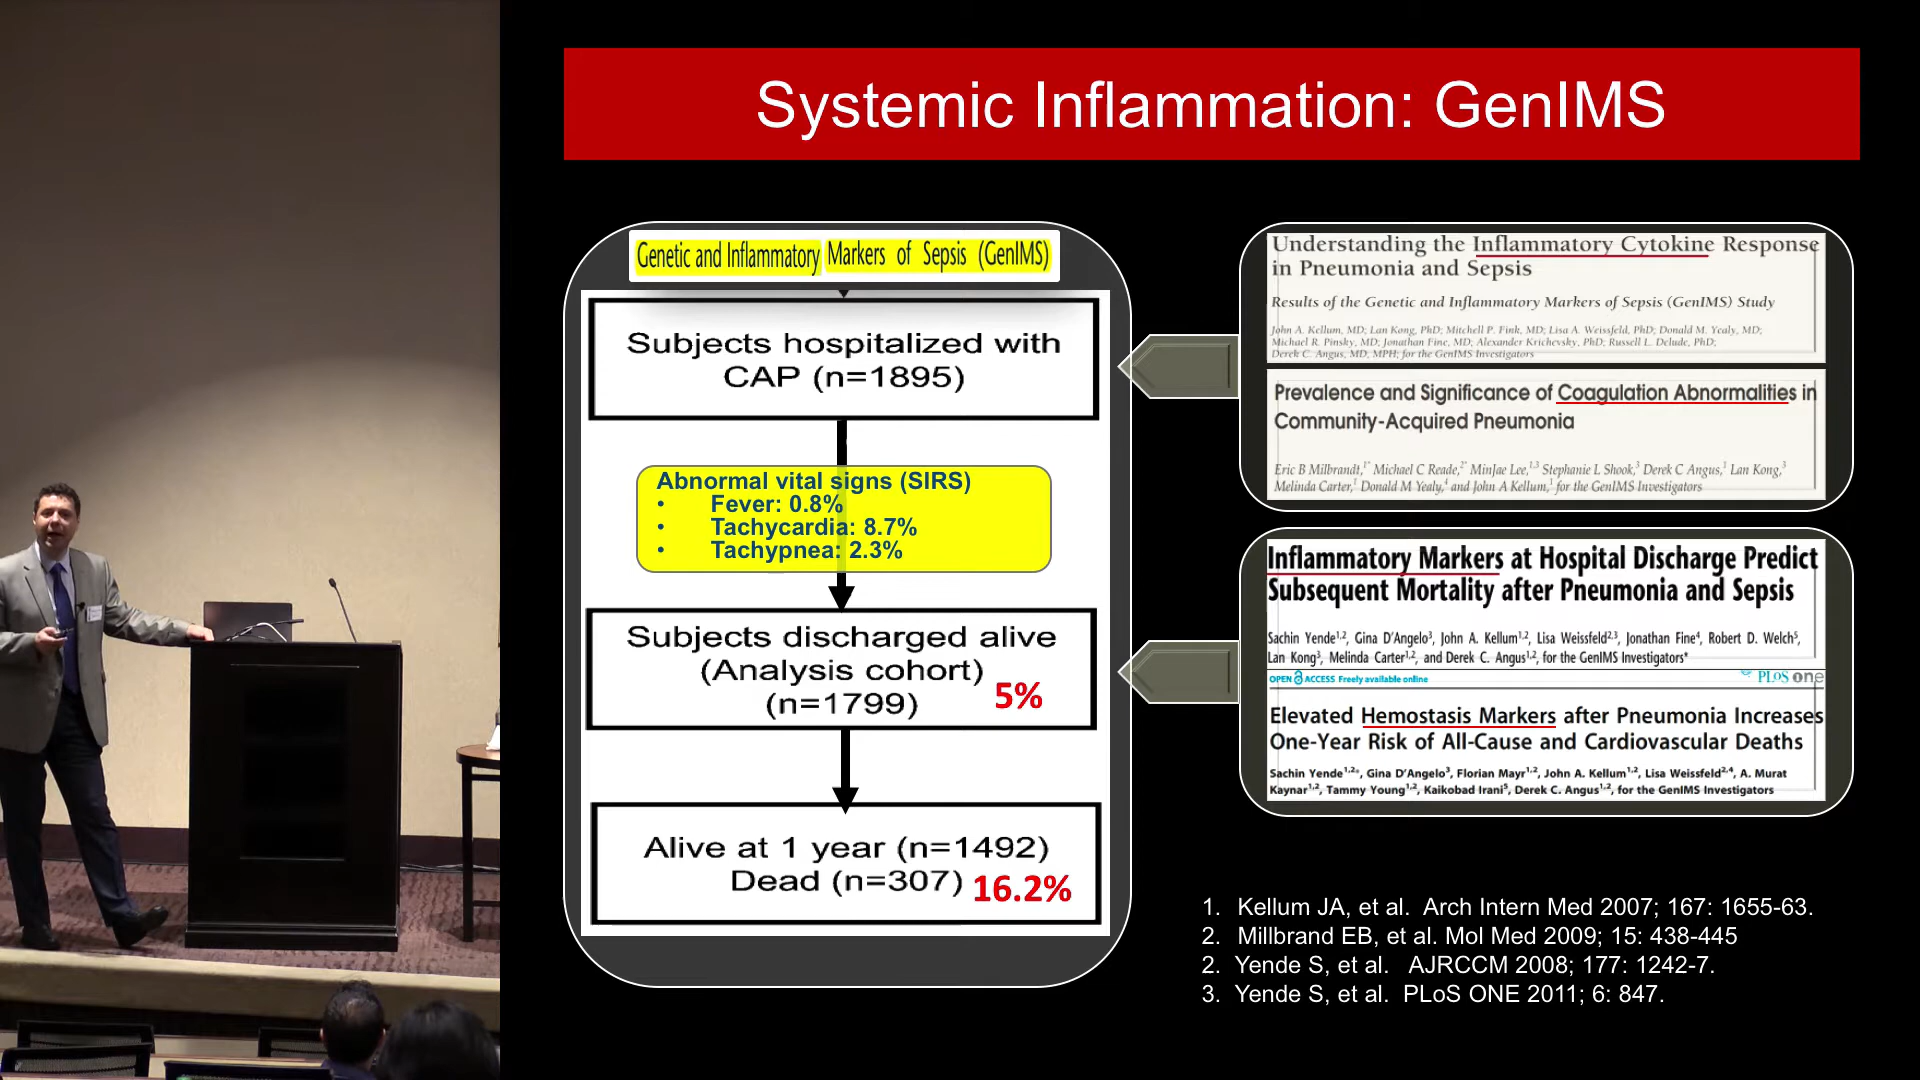 Systemic Inflammation: GenIMS
Genetic and Inflammatory Markers of Sepsis (GenIMS)
Subjects hospitalized with
CAP (n=1895)
Abnormal vital signs (SIRS)
• Fever: 0.8%
• Tachycardia: 8.7%
• Tachypnea: 2.3%
Subjects discharged alive
(Analysis cohort)
(n=1799) 5%
Alive at 1 year (n=1492)
Dead (n=307) 16.2%
Understanding the Inflammatory Cytokine Response
in Pneumonia and Sepsis
Results of the Genetic and Inflammatory Markers of Sepsis (GenIMS) Study
John A. Kellum, MD; Lan Kong, PhD; Mitchell P. Fink, MD; Lisa A. Weissfeld, PhD; Donald M. Yealy, MD;
Michael R. Pinsky, MD; Jonathan Fine, MD; Alexander Krichevsky, PhD; Russell L. Delude, PhD;
Derek C. Angus, MD, MPH; for the GenIMS Investigators
Prevalence and Significance of Coagulation Abnormalities in
Community-Acquired Pneumonia
Eric B Milbrandt,1* Michael C Reade,2* MinJae Lee,1,3 Stephanie L Shook,3 Derek C Angus,1 Lan Kong,3
Melinda Carter,1 Donald M Yealy,4 and John A Kellum,1 for the GenIMS Investigators
Inflammatory Markers at Hospital Discharge Predict
Subsequent Mortality after Pneumonia and Sepsis
Sachin Yende1,2, Gina D'Angelo3, John A. Kellum1,2, Lisa Weissfeld2,3, Jonathan Fine4, Robert D. Welch5,
Lan Kong3, Melinda Carter1,2, and Derek C. Angus1,2, for the GenIMS Investigators*
OPEN ACCESS Freely available online PLoS one
Elevated Hemostasis Markers after Pneumonia Increases
One-Year Risk of All-Cause and Cardiovascular Deaths
Sachin Yende1,2*, Gina D'Angelo3, Florian Mayr1,2, John A. Kellum1,2, Lisa Weissfeld2,4, A. Murat
Kaynar1,2, Tammy Young1,2, Kaikobad Irani5, Derek C. Angus1,2, for the GenIMS Investigators
1. Kellum JA, et al. Arch Intern Med 2007; 167: 1655-63.
2. Millbrand EB, et al. Mol Med 2009; 15: 438-445
2. Yende S, et al. AJRCCM 2008; 177: 1242-7.
3. Yende S, et al. PLoS ONE 2011; 6: 847.